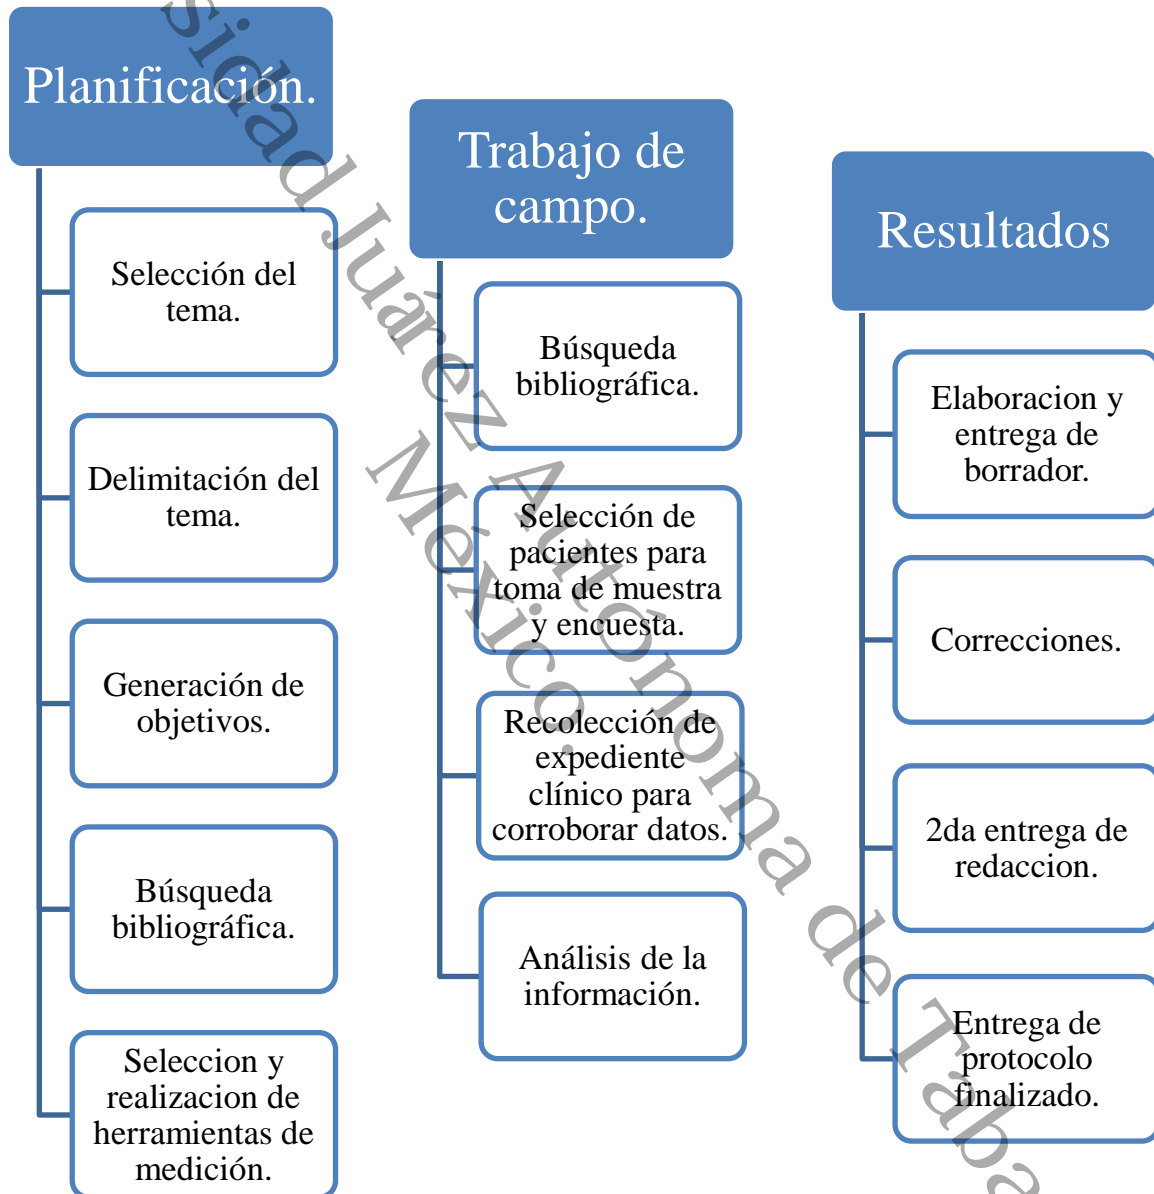 Planificación.
Selección del
tema.
Delimitación del
tema.
Generación de
objetivos.
Búsqueda
bibliográfica.
Seleccion y
realizacion de
herramientas de
medición.
Trabajo de
campo.
Búsqueda
bibliográfica.
Selección de
pacientes para
toma de muestra
y encuesta.
Recolección de
expediente
clínico para
corroborar datos.
Análisis de la
información.
Resultados
Elaboracion y
entrega de
borrador.
Correcciones.
2da entrega de
redaccion.
Entrega de
protocolo
finalizado.
sidad Juárez Autónoma de Taba
México.